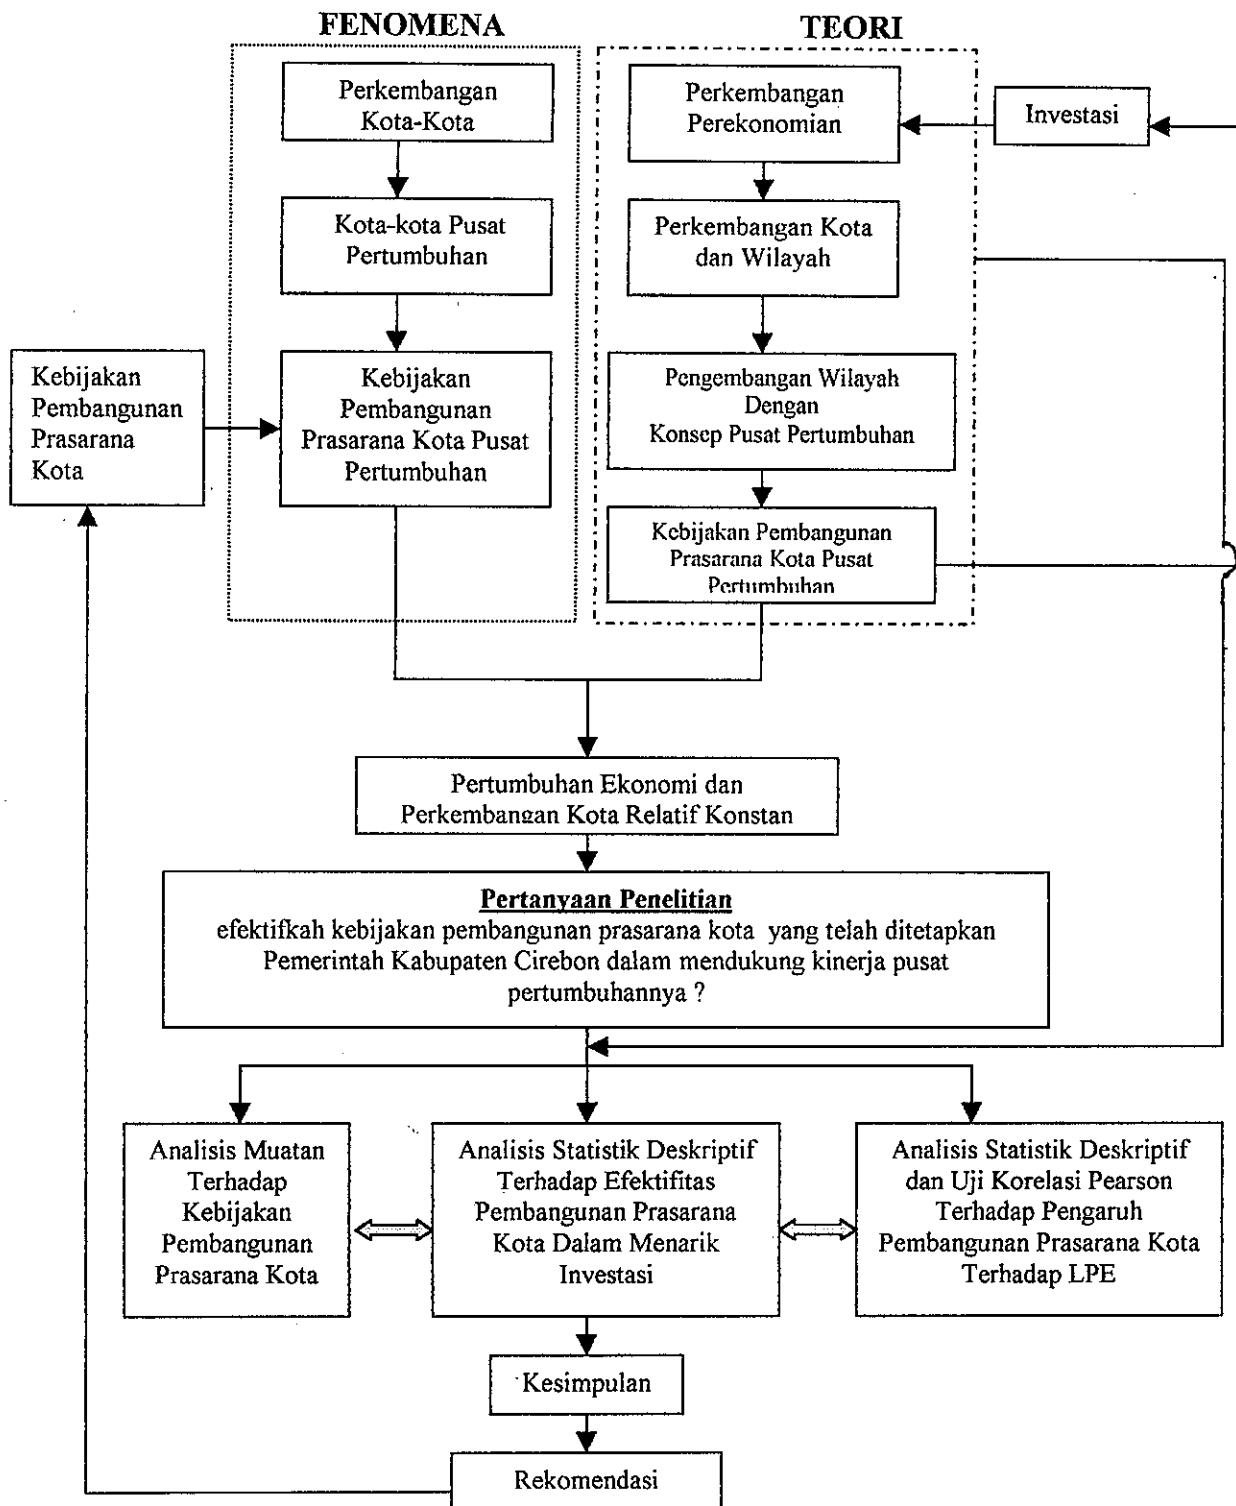 FENOMENA
TEORI
Perkembangan
Kota-Kota
Kota-kota Pusat
Pertumbuhan
Kebijakan
Pembangunan
Prasarana Kota Pusat
Pertumbuhan
Kebijakan
Pembangunan
Prasarana
Kota
Perkembangan
Perekonomian
Investasi
Perkembangan Kota
dan Wilayah
Pengembangan Wilayah
Dengan
Konsep Pusat Pertumbuhan
Kebijakan Pembangunan
Prasarana Kota Pusat
Pertumbuhan
Pertumbuhan Ekonomi dan
Perkembangan Kota Relatif Konstan
Pertanyaan Penelitian
efektifkah kebijakan pembangunan prasarana kota yang telah ditetapkan
Pemerintah Kabupaten Cirebon dalam mendukung kinerja pusat
pertumbuhannya ?
Analisis Muatan
Terhadap
Kebijakan
Pembangunan
Prasarana Kota
Analisis Statistik Deskriptif
Terhadap Efektifitas
Pembangunan Prasarana
Kota Dalam Menarik
Investasi
Analisis Statistik Deskriptif
dan Uji Korelasi Pearson
Terhadap Pengaruh
Pembangunan Prasarana Kota
Terhadap LPE
Kesimpulan
Rekomendasi